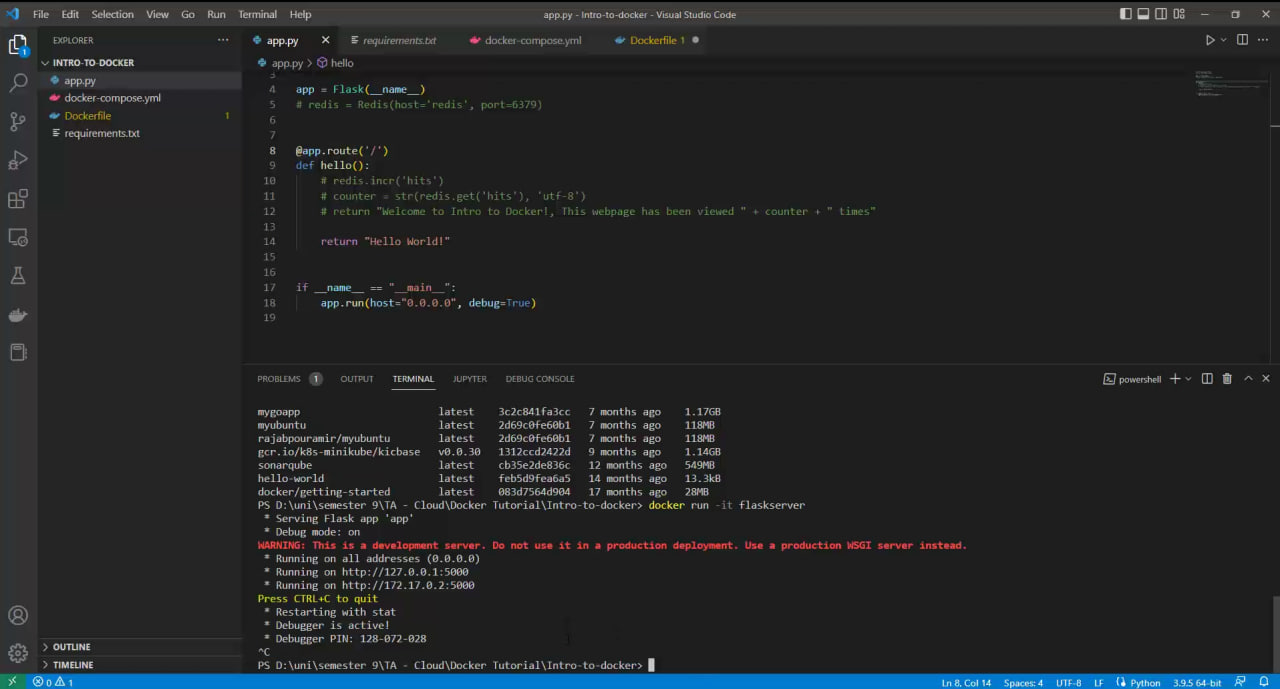 File Edit Selection View Go Run Terminal Help app.py - Intro-to-docker - Visual Studio Code
EXPLORER ···
INTRO-TO-DOCKER
app.py
docker-compose.yml
Dockerfile 1
requirements.txt
OUTLINE
TIMELINE
1
app.py requirements.txt docker-compose.yml Dockerfile 1
app.py > hello
3
4 app = Flask(__name__)
5 # redis = Redis(host='redis', port=6379)
6
7
8 @app.route('/')
9 def hello():
10 # redis.incr('hits')
11 # counter = str(redis.get('hits'), 'utf-8')
12 # return "Welcome to Intro to Docker!, This webpage has been viewed " + counter + " times"
13
14 return "Hello World!"
15
16
17 if __name__ == "__main__":
18 app.run(host="0.0.0.0", debug=True)
19
PROBLEMS 1 OUTPUT TERMINAL JUPYTER DEBUG CONSOLE powershell
mygoapp latest 3c2c841fa3cc 7 months ago 1.17GB
myubuntu latest 2d69c0fe60b1 7 months ago 118MB
rajabpouramir/myubuntu latest 2d69c0fe60b1 7 months ago 118MB
gcr.io/k8s-minikube/kicbase v0.0.30 1312ccd2422d 9 months ago 1.14GB
sonarqube latest cb35e2de836c 12 months ago 549MB
hello-world latest feb5d9fea6a5 14 months ago 13.3kB
docker/getting-started latest 083d7564d904 17 months ago 28MB
PS D:\uni\semester 9\TA - Cloud\Docker Tutorial\Intro-to-docker> docker run -it flaskserver
* Serving Flask app 'app'
* Debug mode: on
WARNING: This is a development server. Do not use it in a production deployment. Use a production WSGI server instead.
* Running on all addresses (0.0.0.0)
* Running on http://127.0.0.1:5000
* Running on http://172.17.0.2:5000
Press CTRL+C to quit
* Restarting with stat
* Debugger is active!
* Debugger PIN: 128-072-028
^C
PS D:\uni\semester 9\TA - Cloud\Docker Tutorial\Intro-to-docker>
0 1 Ln 8, Col 14 Spaces: 4 UTF-8 LF Python 3.9.5 64-bit